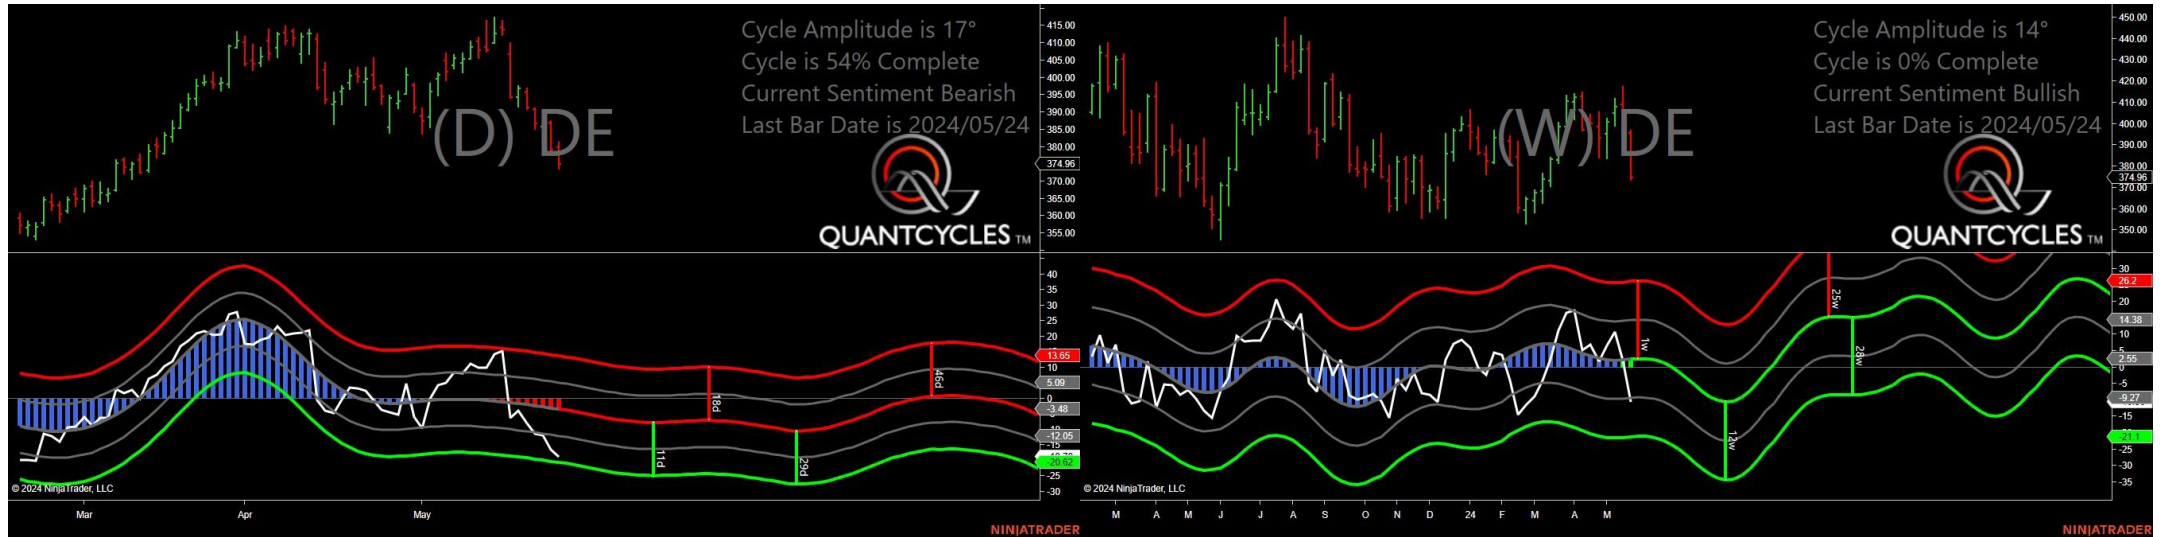 Cycle Amplitude is 17°
Cycle is 54% Complete
Current Sentiment Bearish
Last Bar Date is 2024/05/24
(D) DE
QUANTCYCLES TM
415.00
410.00
405.00
400.00
395.00
390.00
385.00
380.00
374.96
370.00
365.00
360.00
355.00
40
35
30
25
20
13.65
10
5.09
0
-3.48
-12.05
-15
-20.62
-25
-30
18d
46d
11d
29d
© 2024 NinjaTrader, LLC
Mar
Apr
May
NINJATRADER
Cycle Amplitude is 14°
Cycle is 0% Complete
Current Sentiment Bullish
Last Bar Date is 2024/05/24
(W) DE
QUANTCYCLES TM
450.00
440.00
430.00
420.00
410.00
400.00
390.00
380.00
374.96
370.00
360.00
350.00
30
26.2
20
14.38
10
5
2.55
0
-5
-9.27
-15
-21.1
-25
-30
-35
1w
25w
28w
12w
© 2024 NinjaTrader, LLC
M
A
M
J
J
A
S
O
N
D
24
F
M
A
M
NINJATRADER